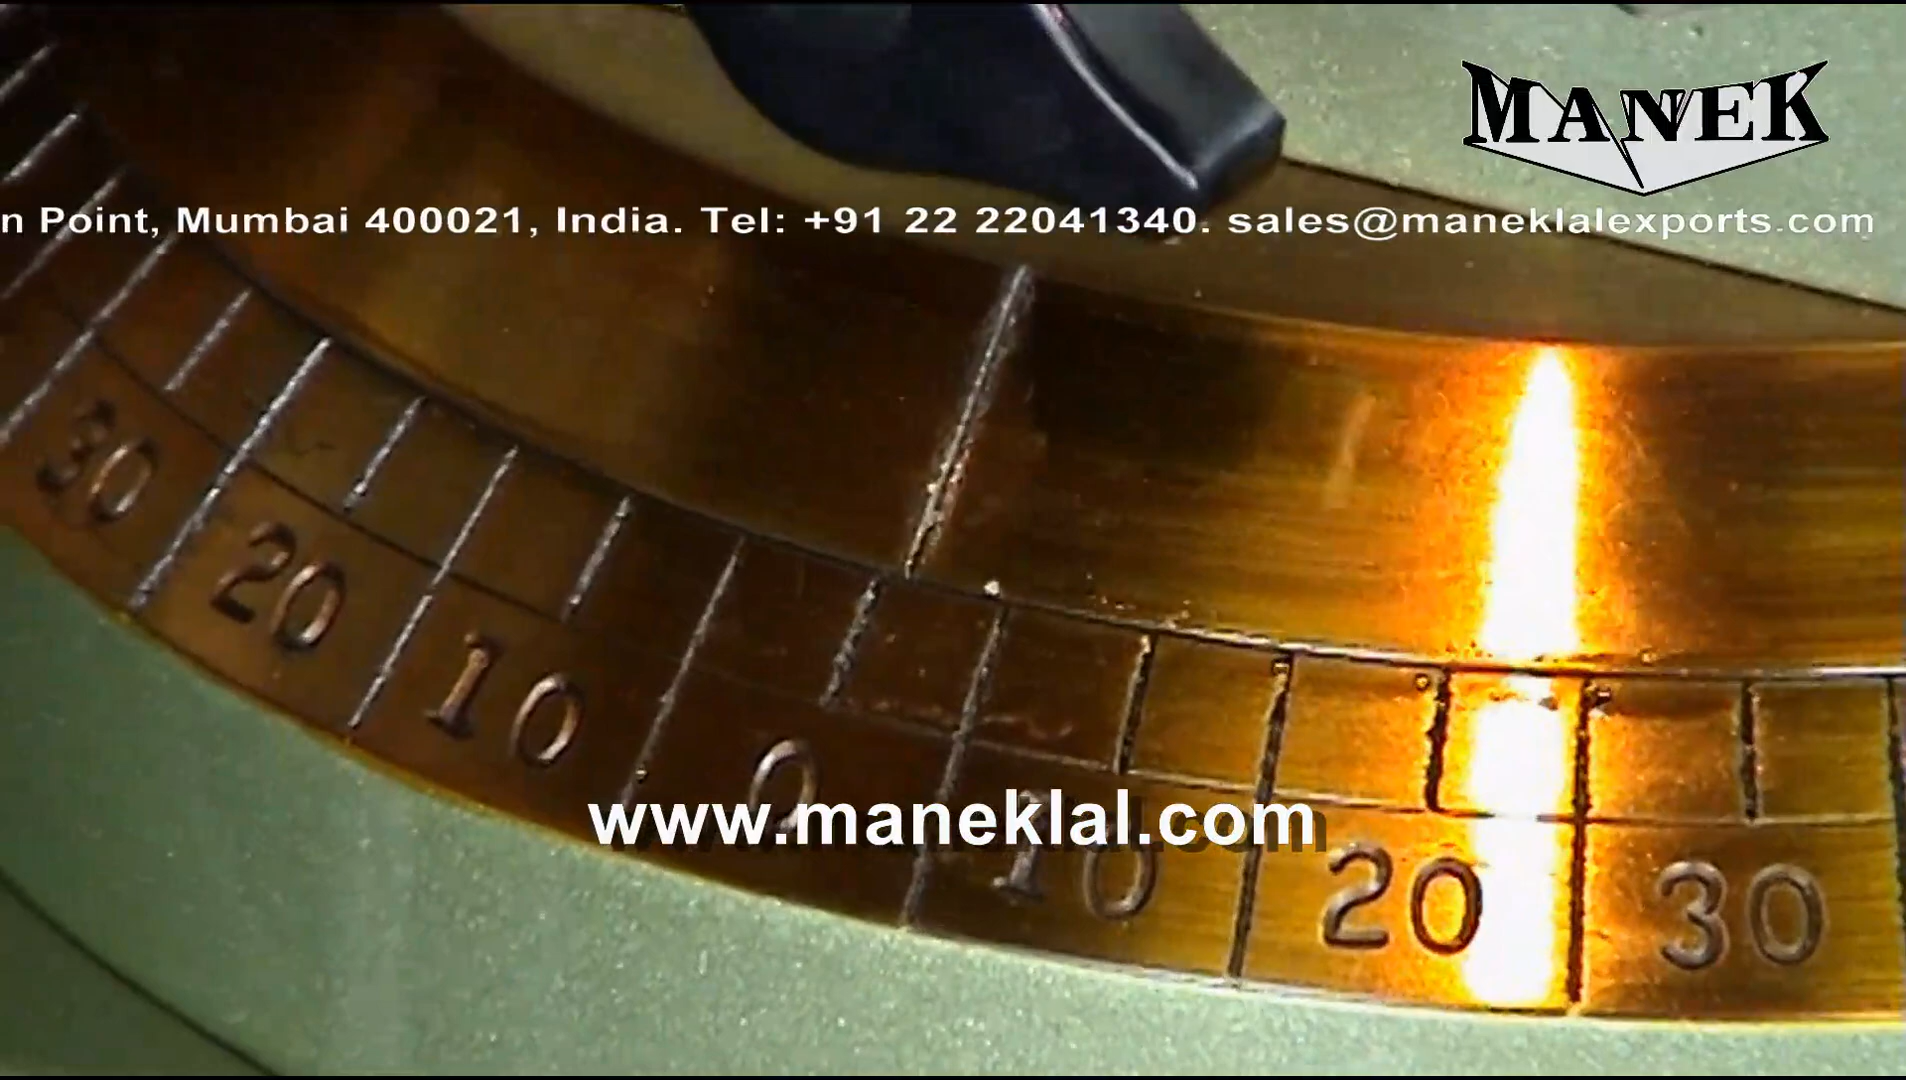 MANEK
n Point, Mumbai 400021, India. Tel: +91 22 22041340. sales@maneklalexports.com
30 20 10 0 10 20 30
www.maneklal.com